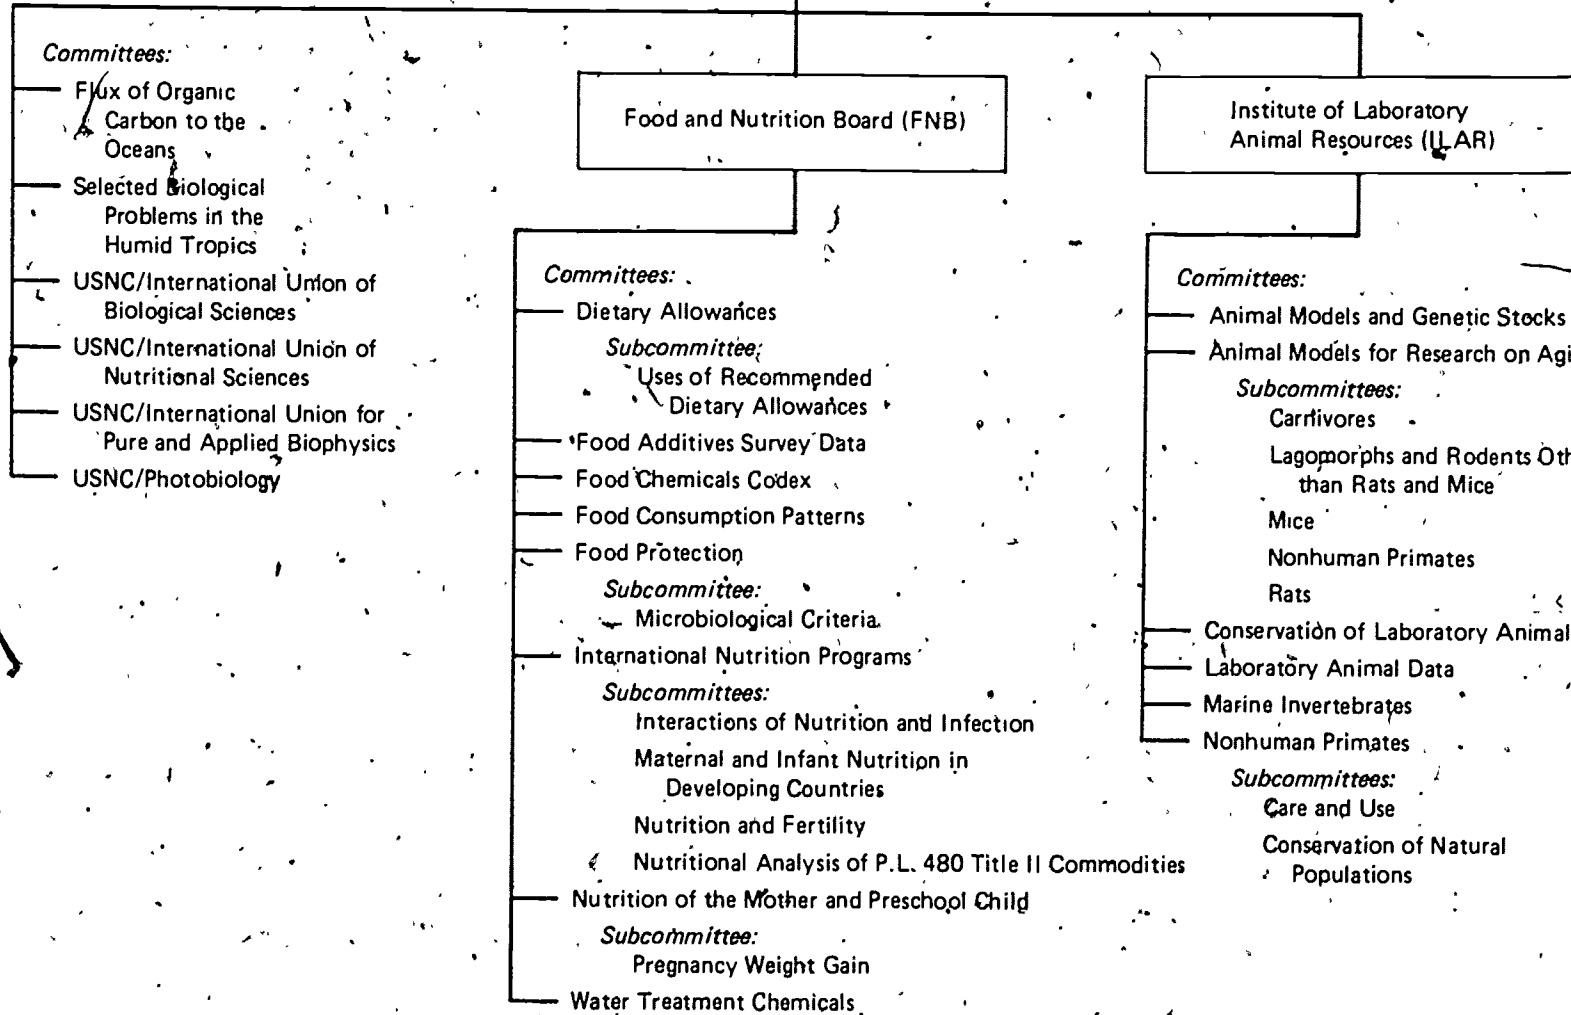 Committees:
Flux of Organic
Carbon to the
Oceans
Selected Biological
Problems in the
Humid Tropics
USNC/International Union of
Biological Sciences
USNC/International Union of
Nutritional Sciences
USNC/International Union for
Pure and Applied Biophysics
USNC/Photobiology
Food and Nutrition Board (FNB)
Committees:
Dietary Allowances
Subcommittee:
Uses of Recommended
Dietary Allowances
Food Additives Survey Data
Food Chemicals Codex
Food Consumption Patterns
Food Protection
Subcommittee:
Microbiological Criteria
International Nutrition Programs
Subcommittees:
Interactions of Nutrition and Infection
Maternal and Infant Nutrition in
Developing Countries
Nutrition and Fertility
Nutritional Analysis of P.L. 480 Title II Commodities
Nutrition of the Mother and Preschool Child
Subcommittee:
Pregnancy Weight Gain
Water Treatment Chemicals
Institute of Laboratory
Animal Resources (ILAR)
Committees:
Animal Models and Genetic Stocks
Animal Models for Research on Agi
Subcommittees:
Carnivores
Lagomorphs and Rodents Oth
than Rats and Mice
Mice
Nonhuman Primates
Rats
Conservation of Laboratory Animal
Laboratory Animal Data
Marine Invertebrates
Nonhuman Primates
Subcommittees:
Care and Use
Conservation of Natural
Populations